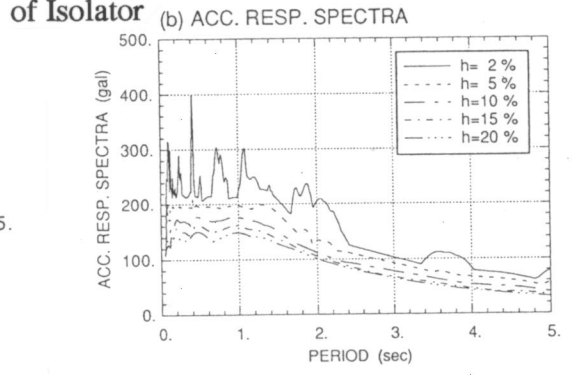 of Isolator
(b) ACC. RESP. SPECTRA
500.
400.
300.
200.
100.
0.
ACC. RESP. SPECTRA (gal)
h= 2 %
h= 5 %
h=10 %
h=15 %
h=20 %
0. 1. 2. 3. 4. 5.
PERIOD (sec)
5.